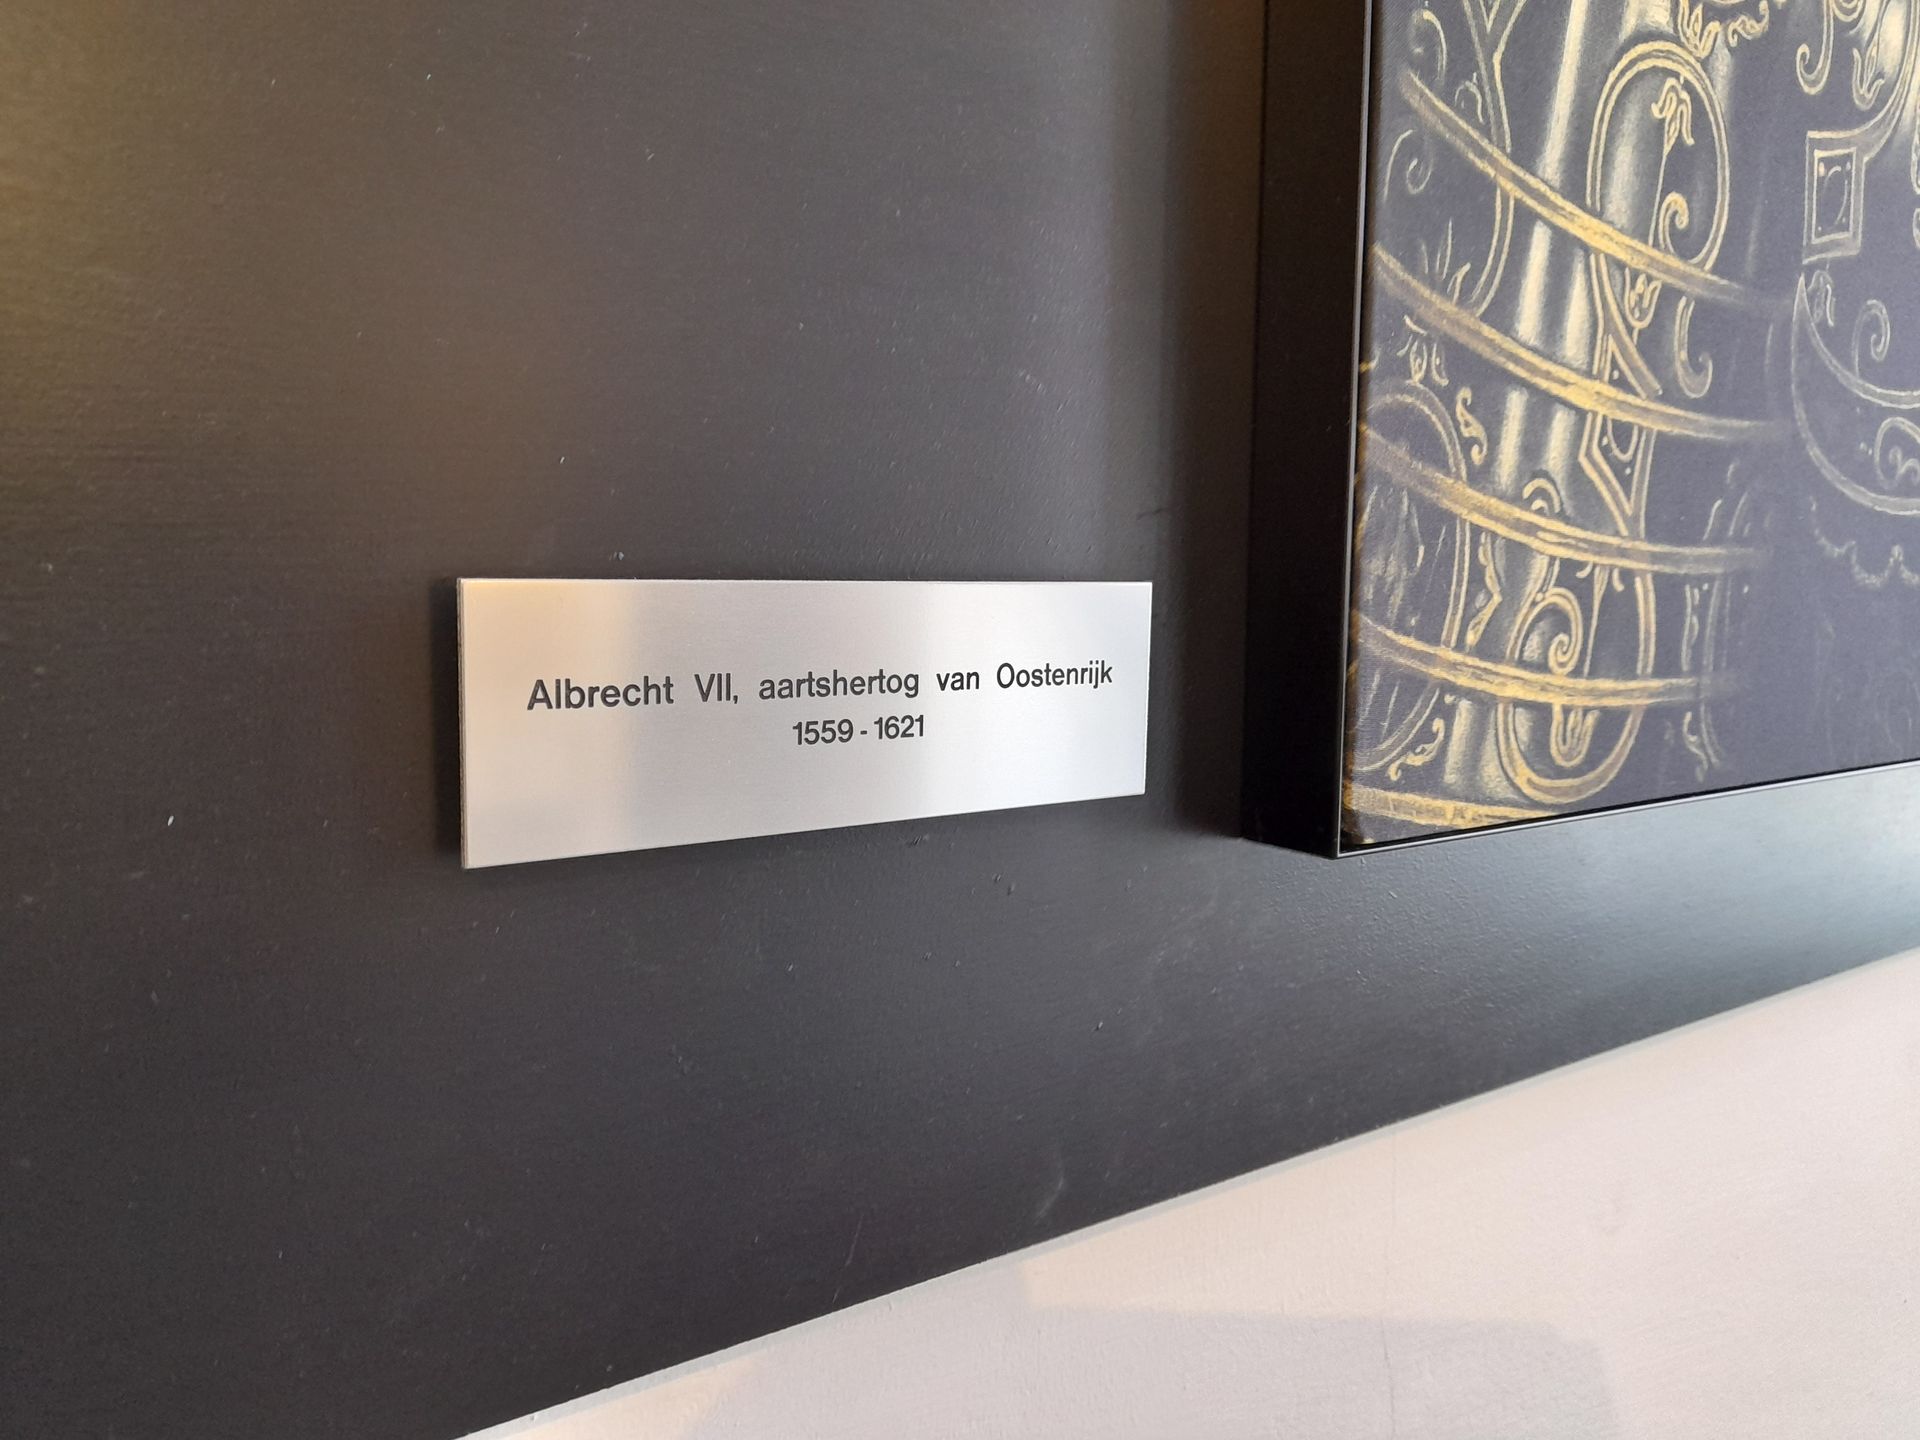 Albrecht VII, aartshertog van Oostenrijk
1559 - 1621